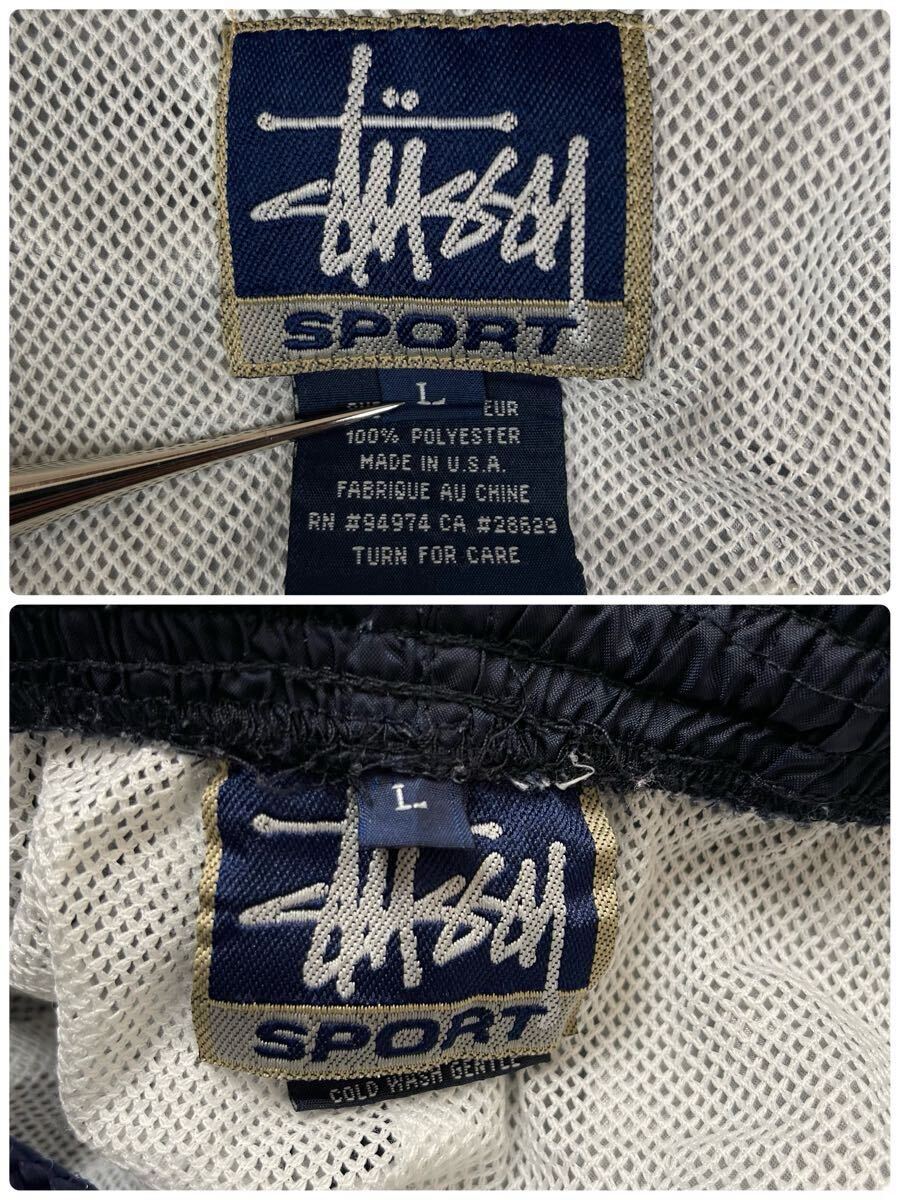 stüssy
SPORT
L
EUR
100% POLYESTER
MADE IN U.S.A.
FABRIQUE AU CHINE
RN #94974 CA #28629
TURN FOR CARE
L
stüssy
SPORT
COLD WASH GENTLE